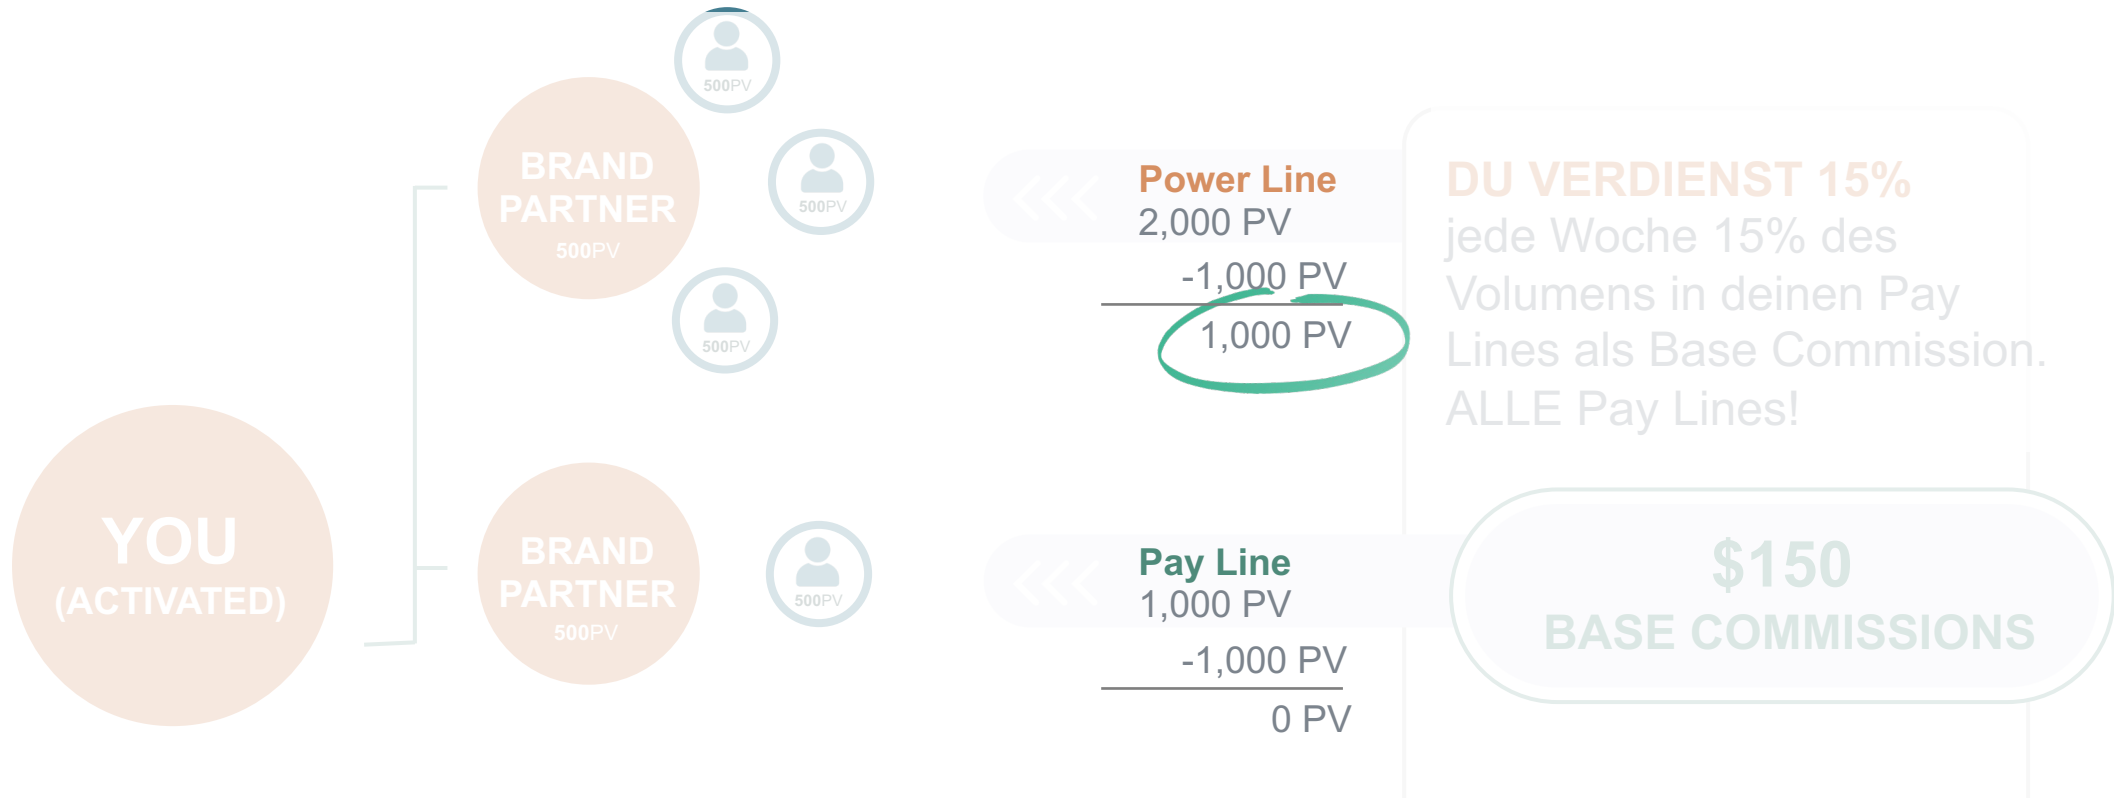 500PV
BRAND
PARTNER
500PV
500PV
500PV
YOU
(ACTIVATED)
BRAND
PARTNER
500PV
500PV
Power Line
2,000 PV
-1,000 PV
1,000 PV
Pay Line
1,000 PV
-1,000 PV
0 PV
DU VERDIENST 15%
jede Woche 15% des
Volumens in deinen Pay
Lines als Base Commission.
ALLE Pay Lines!
$150
BASE COMMISSIONS